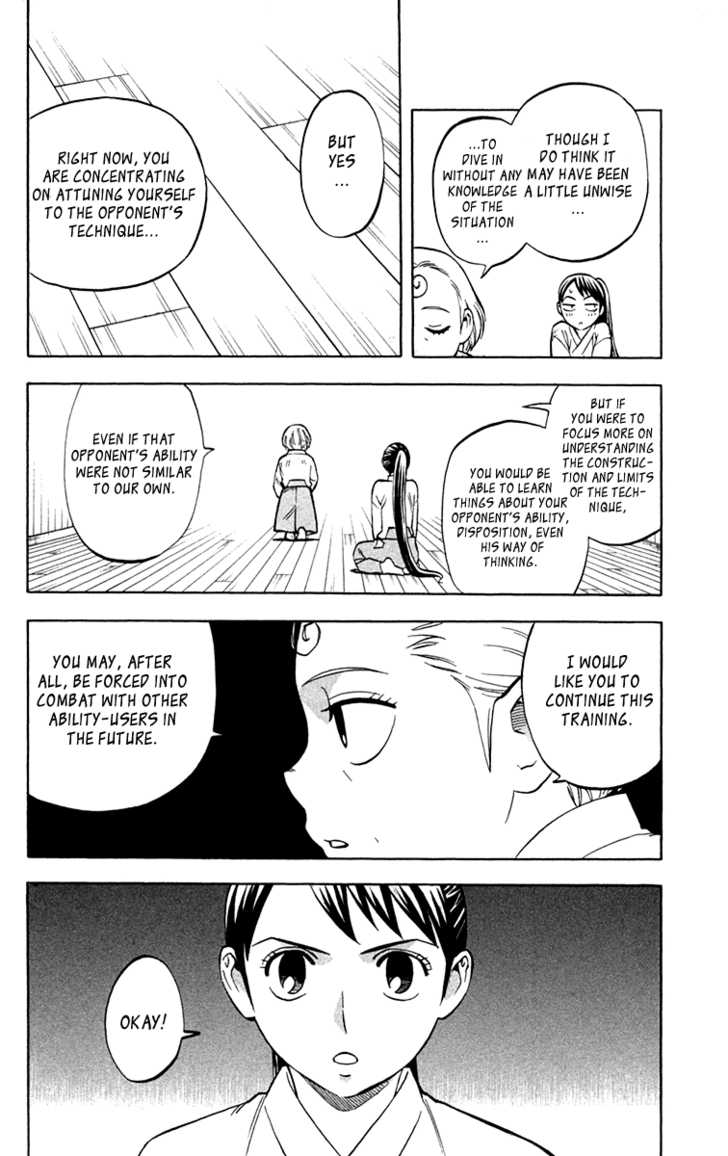 THOUGH I
DO THINK IT
MAY HAVE BEEN
A LITTLE UNWISE
...
...TO
DIVE IN
WITHOUT ANY
KNOWLEDGE
OF THE
SITUATION
...
BUT
YES
...
RIGHT NOW, YOU
ARE CONCENTRATING
ON ATTUNING YOURSELF
TO THE OPPONENT'S
TECHNIQUE...
BUT IF
YOU WERE TO
FOCUS MORE ON
UNDERSTANDING
THE CONSTRUC-
TION AND LIMITS
OF THE TECH-
NIQUE,
YOU WOULD BE
ABLE TO LEARN
THINGS ABOUT YOUR
OPPONENT'S ABILITY,
DISPOSITION, EVEN
HIS WAY OF
THINKING.
EVEN IF THAT
OPPONENT'S ABILITY
WERE NOT SIMILAR
TO OUR OWN.
I WOULD
LIKE YOU TO
CONTINUE THIS
TRAINING.
YOU MAY, AFTER
ALL, BE FORCED INTO
COMBAT WITH OTHER
ABILITY-USERS IN
THE FUTURE.
OKAY!